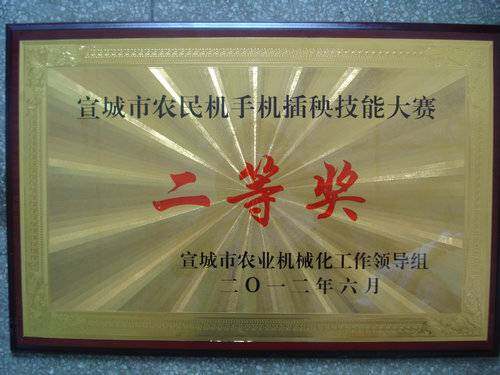 宣城市农民机手机插秧技能大赛
二等奖
宣城市农业机械化工作领导组
二〇一二年六月